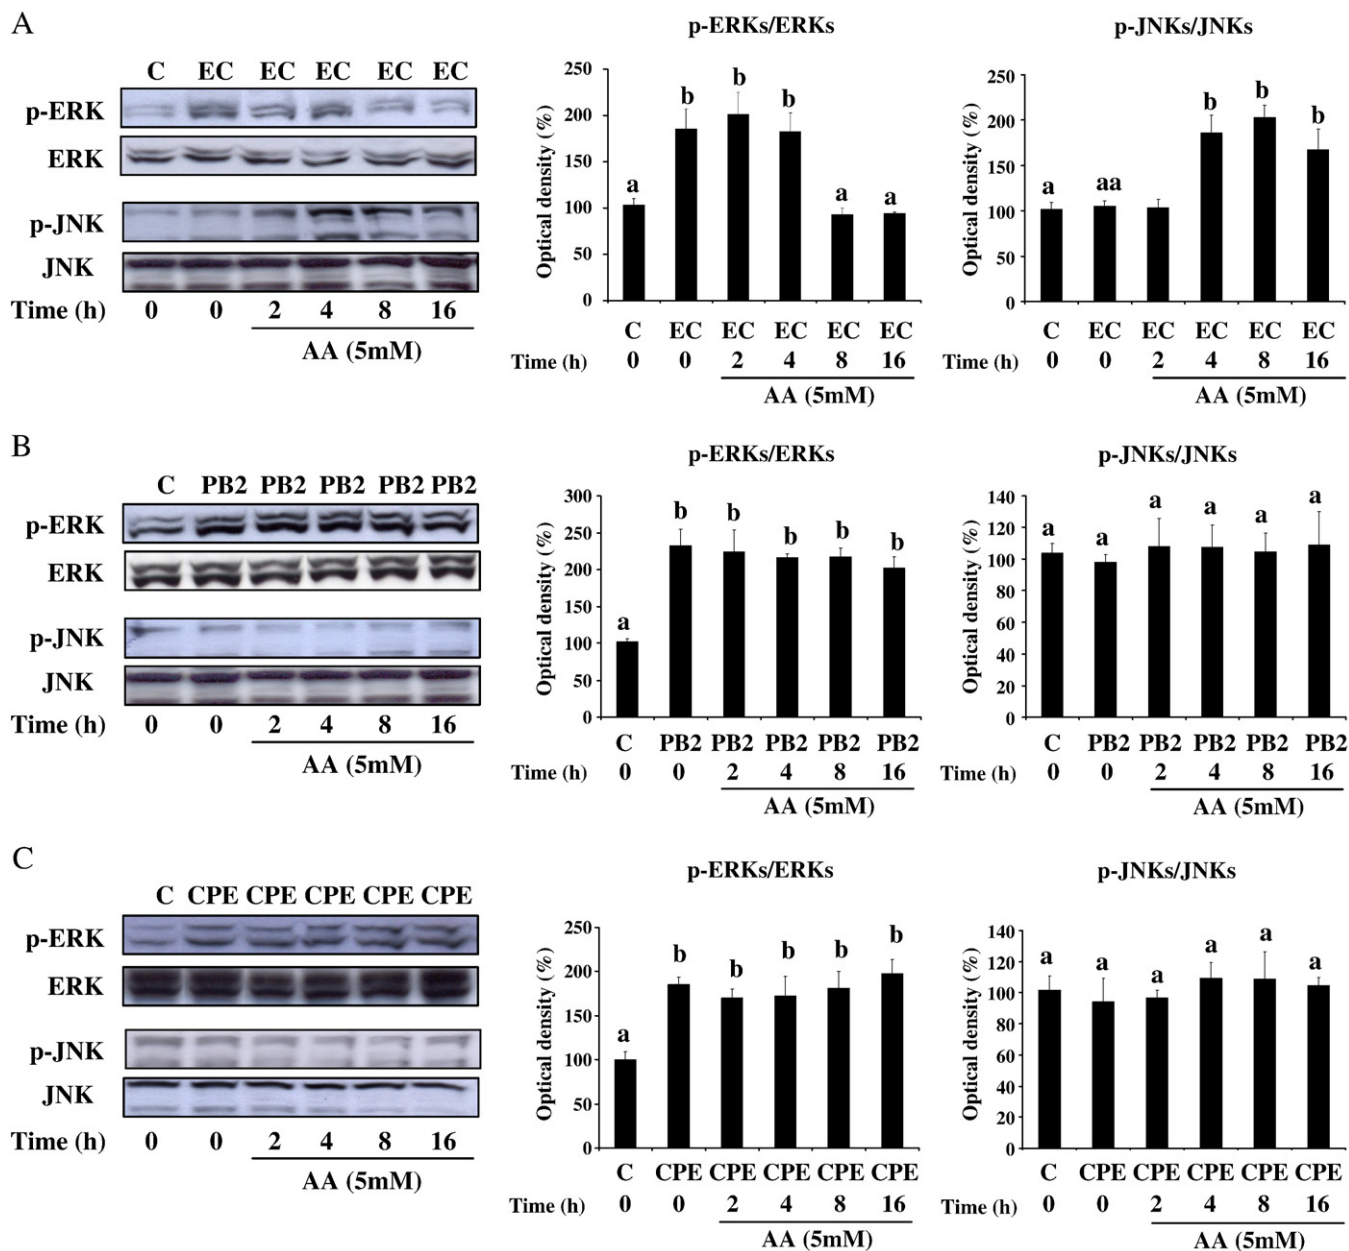 A
C EC EC EC EC EC
p-ERK
ERK
p-JNK
JNK
Time (h) 0 0 2 4 8 16
AA (5mM)
p-ERKs/ERKs
Optical density (%)
250
200
150
100
50
0
a b b b a a
C EC EC EC EC EC
Time (h) 0 0 2 4 8 16
AA (5mM)
p-JNKs/JNKs
Optical density (%)
250
200
150
100
50
0
a aa b b b
C EC EC EC EC EC
Time (h) 0 0 2 4 8 16
AA (5mM)
B
C PB2 PB2 PB2 PB2 PB2
p-ERK
ERK
p-JNK
JNK
Time (h) 0 0 2 4 8 16
AA (5mM)
p-ERKs/ERKs
Optical density (%)
300
250
200
150
100
50
0
a b b b b b
C PB2 PB2 PB2 PB2 PB2
Time (h) 0 0 2 4 8 16
AA (5mM)
p-JNKs/JNKs
Optical density (%)
140
120
100
80
60
40
20
0
a a a a a a
C PB2 PB2 PB2 PB2 PB2
Time (h) 0 0 2 4 8 16
AA (5mM)
C
C CPE CPE CPE CPE CPE
p-ERK
ERK
p-JNK
JNK
Time (h) 0 0 2 4 8 16
AA (5mM)
p-ERKs/ERKs
Optical density (%)
250
200
150
100
50
0
a b b b b b
C CPE CPE CPE CPE CPE
Time (h) 0 0 2 4 8 16
AA (5mM)
p-JNKs/JNKs
Optical density (%)
140
120
100
80
60
40
20
0
a a a a a a
C CPE CPE CPE CPE CPE
Time (h) 0 0 2 4 8 16
AA (5mM)